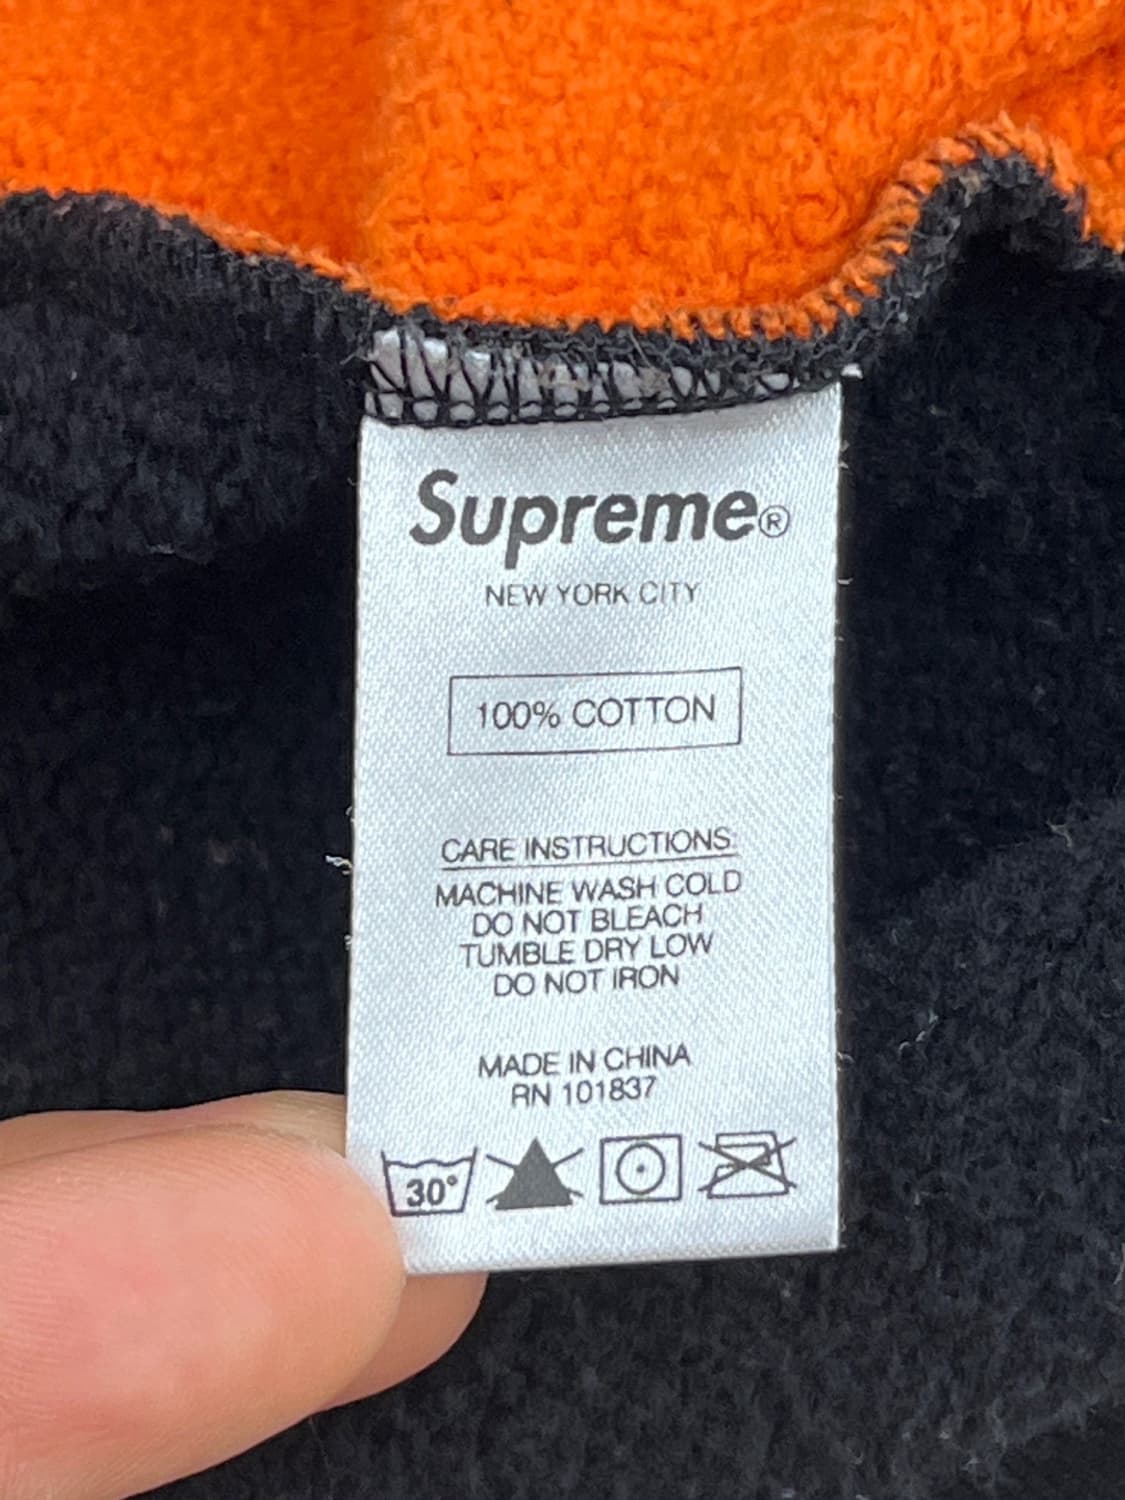 Supreme®
NEW YORK CITY
100% COTTON
CARE INSTRUCTIONS:
MACHINE WASH COLD
DO NOT BLEACH
TUMBLE DRY LOW
DO NOT IRON
MADE IN CHINA
RN 101837
30°